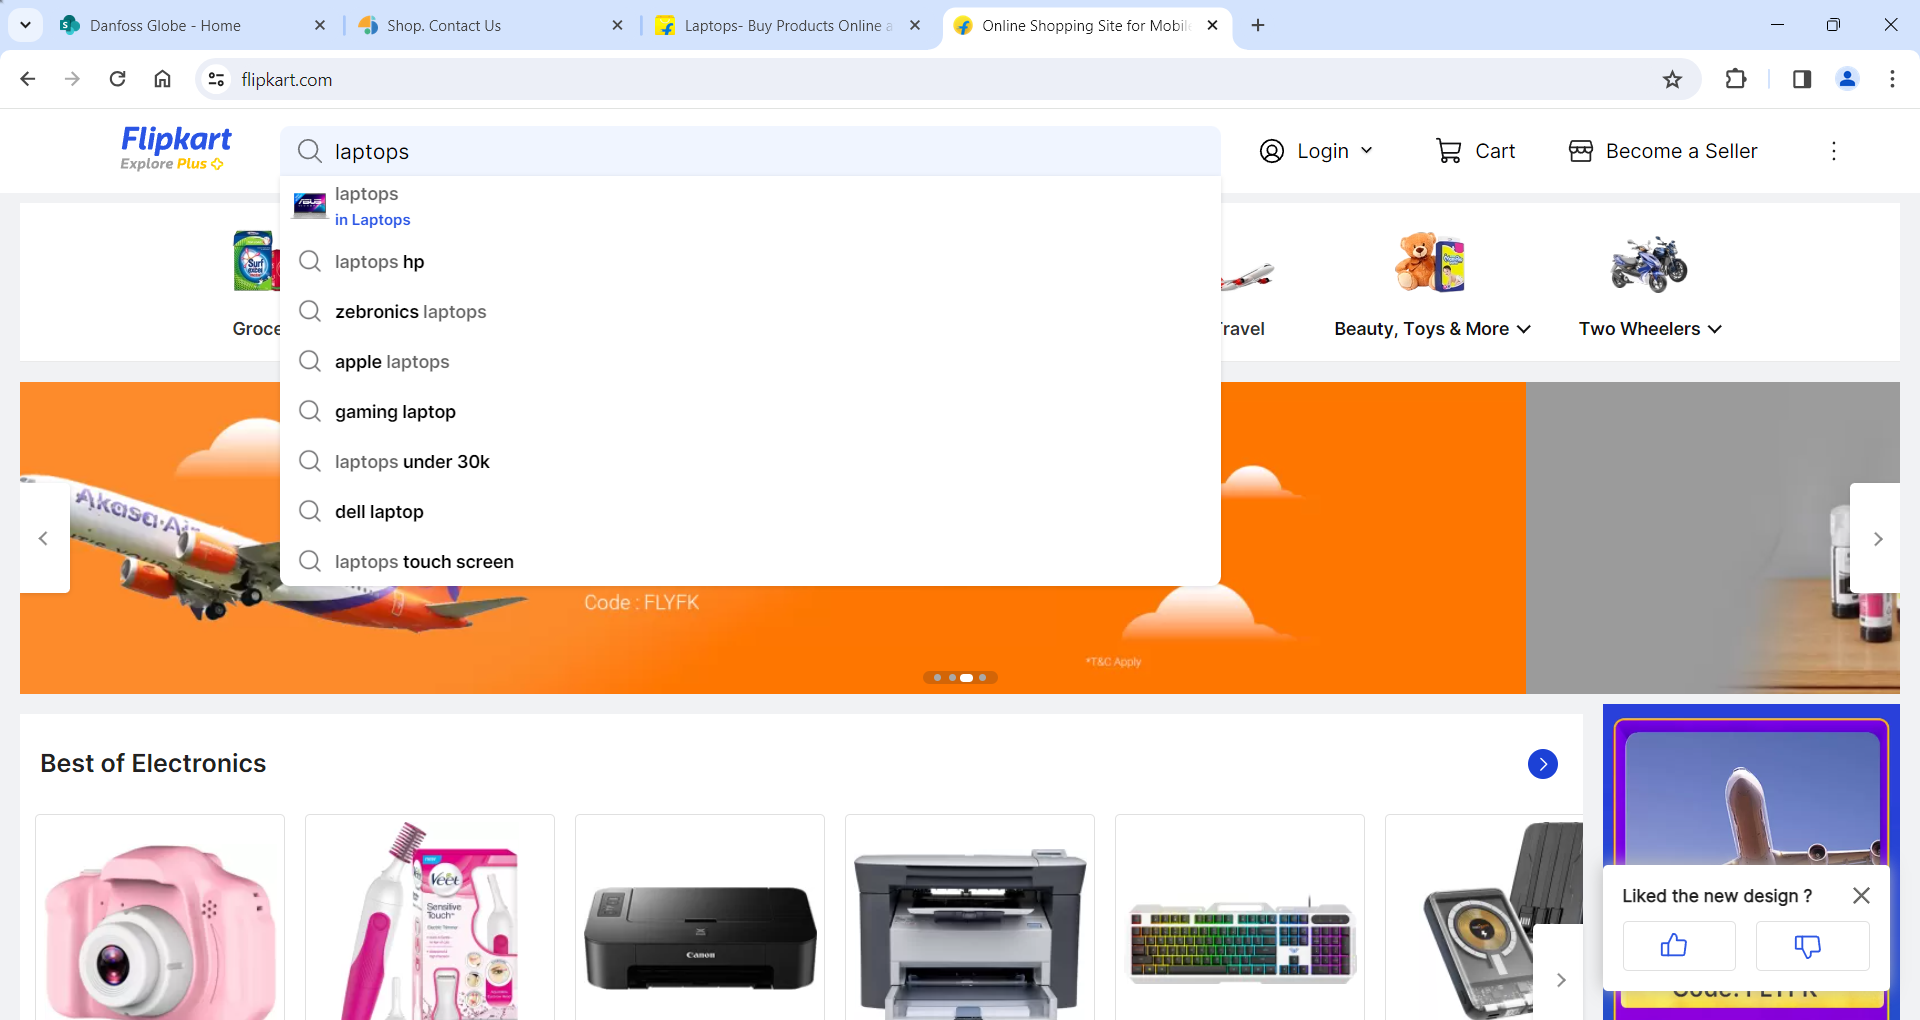 Danfoss Globe - Home
Shop. Contact Us
Laptops- Buy Products Online a
Online Shopping Site for Mobil
flipkart.com
Flipkart
Explore Plus
laptops
Login
Cart
Become a Seller
laptops
in Laptops
laptops hp
zebronics laptops
apple laptops
gaming laptop
laptops under 30k
dell laptop
laptops touch screen
Groce
ravel
Beauty, Toys & More
Two Wheelers
Surf
excel
Akasa Air
Code : FLYFK
*T&C Apply
Best of Electronics
Veet
Sensitive
Touch
Canon
Liked the new design ?
Code: FLYFK